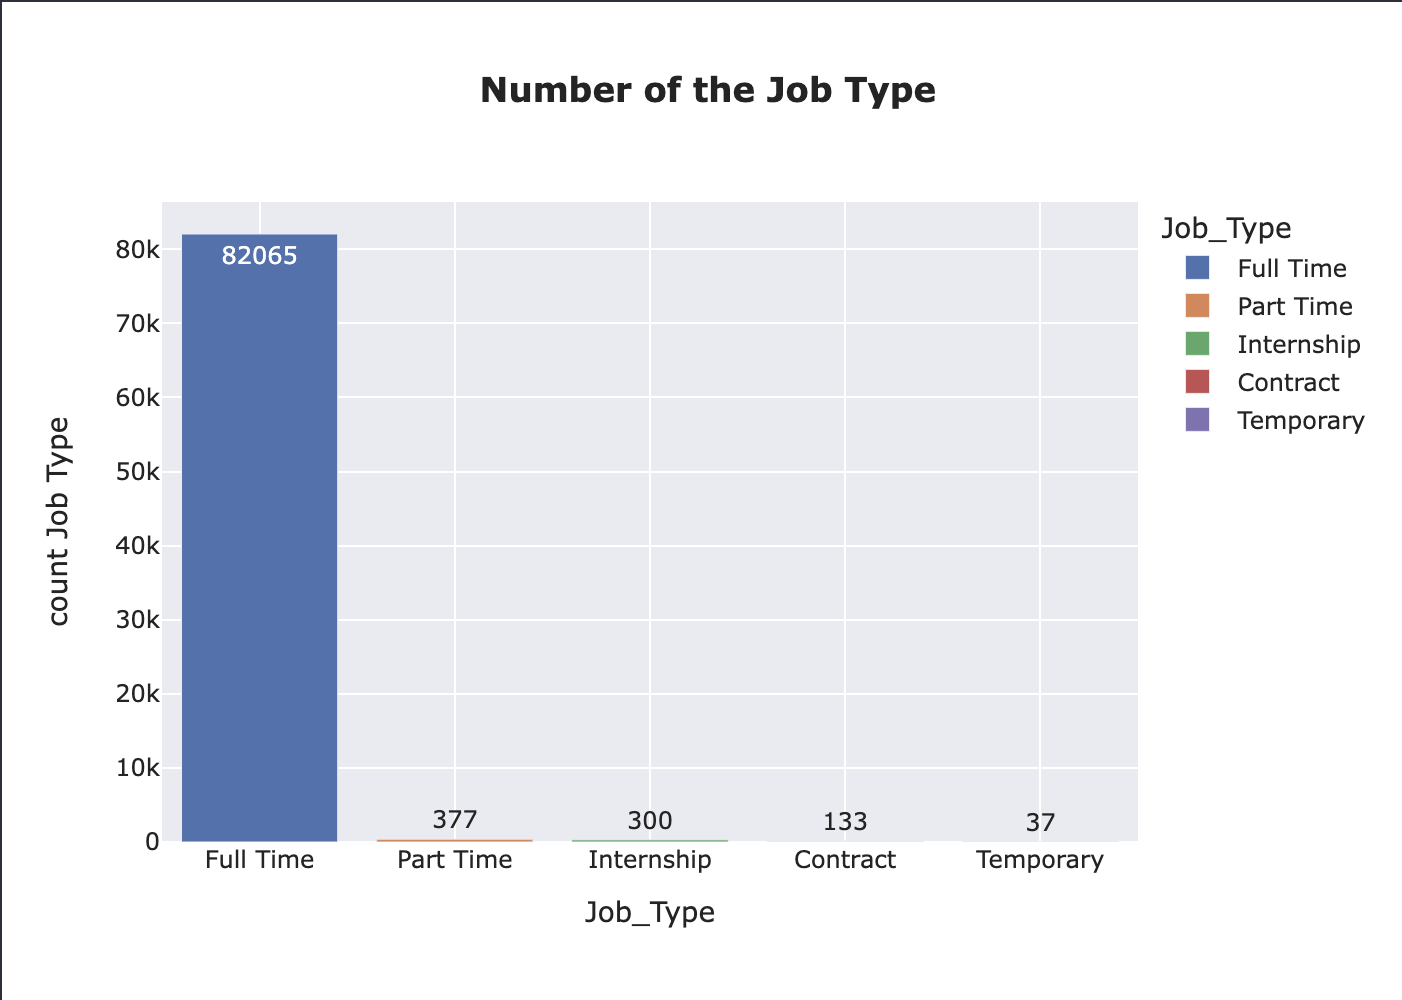 Number of the Job Type
count Job Type
80k
70k
60k
50k
40k
30k
20k
10k
0
82065
377
300
133
37
Full Time
Part Time
Internship
Contract
Temporary
Job_Type
Job_Type
Full Time
Part Time
Internship
Contract
Temporary